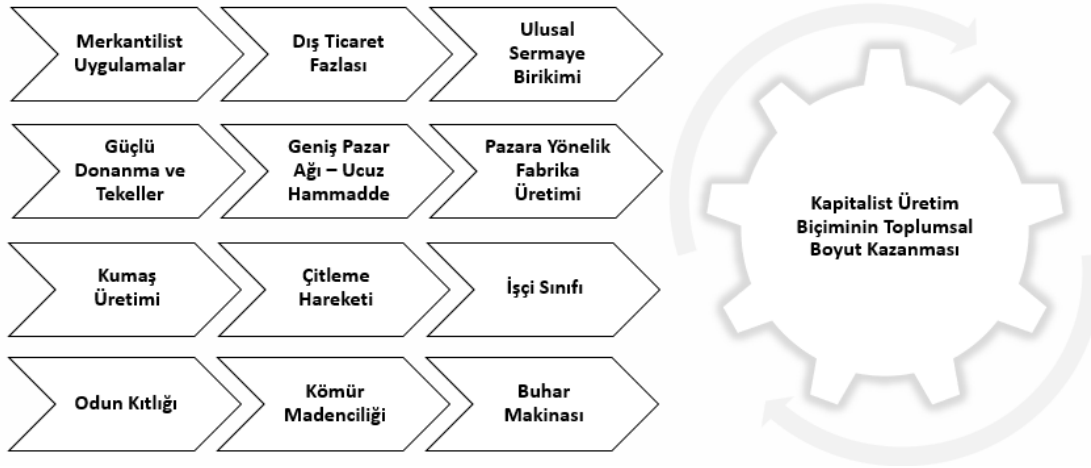 Merkantilist
Uygulamalar
Dış Ticaret
Fazlası
Ulusal
Sermaye
Birikimi
Güçlü
Donanma ve
Tekeller
Geniş Pazar
Ağı – Ucuz
Hammadde
Pazara Yönelik
Fabrika
Üretimi
Kumaş
Üretimi
Çitleme
Hareketi
İşçi Sınıfı
Odun Kıtlığı
Kömür
Madenciliği
Buhar
Makinası
Kapitalist Üretim
Biçiminin Toplumsal
Boyut Kazanması